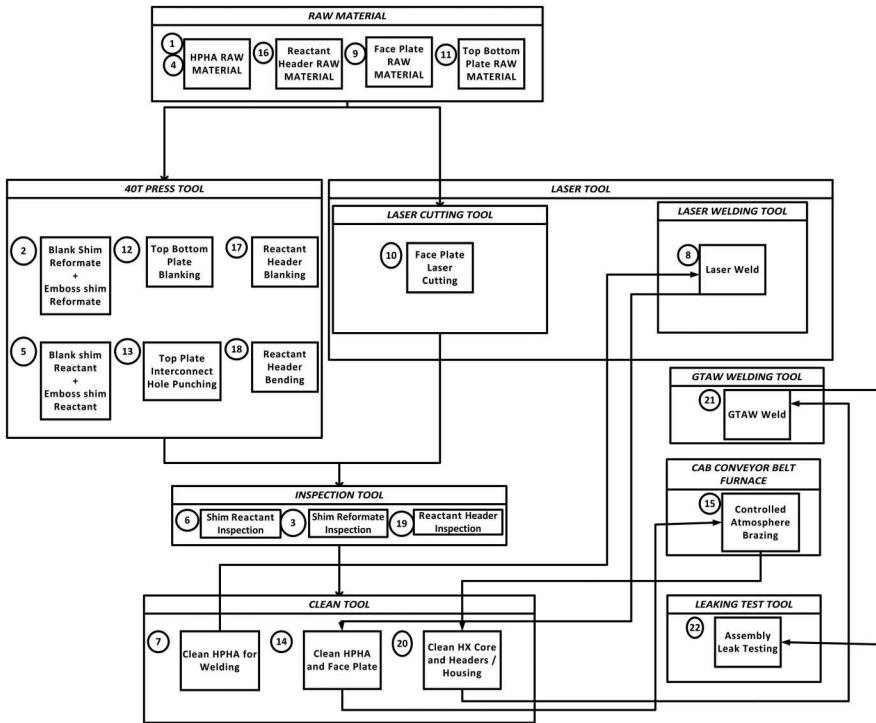 RAW MATERIAL
1
4
HPHA RAW
MATERIAL
16
Reactant
Header RAW
MATERIAL
9
Face Plate
RAW
MATERIAL
11
Top Bottom
Plate RAW
MATERIAL
40T PRESS TOOL
2
Blank Shim
Reformate
+
Emboss shim
Reformate
12
Top Bottom
Plate
Blanking
17
Reactant
Header
Blanking
5
Blank shim
Reactant
+
Emboss shim
Reactant
13
Top Plate
Interconnect
Hole Punching
18
Reactant
Header
Bending
LASER TOOL
LASER CUTTING TOOL
10
Face Plate
Laser
Cutting
LASER WELDING TOOL
8
Laser Weld
GTAW WELDING TOOL
21
GTAW Weld
INSPECTION TOOL
6
Shim Reactant
Inspection
3
Shim Reformate
Inspection
19
Reactant Header
Inspection
CAB CONVEYOR BELT
FURNACE
15
Controlled
Atmosphere
Brazing
CLEAN TOOL
7
Clean HPHA for
Welding
14
Clean HPHA
and Face Plate
20
Clean HX Core
and Headers /
Housing
LEAKING TEST TOOL
22
Assembly
Leak Testing